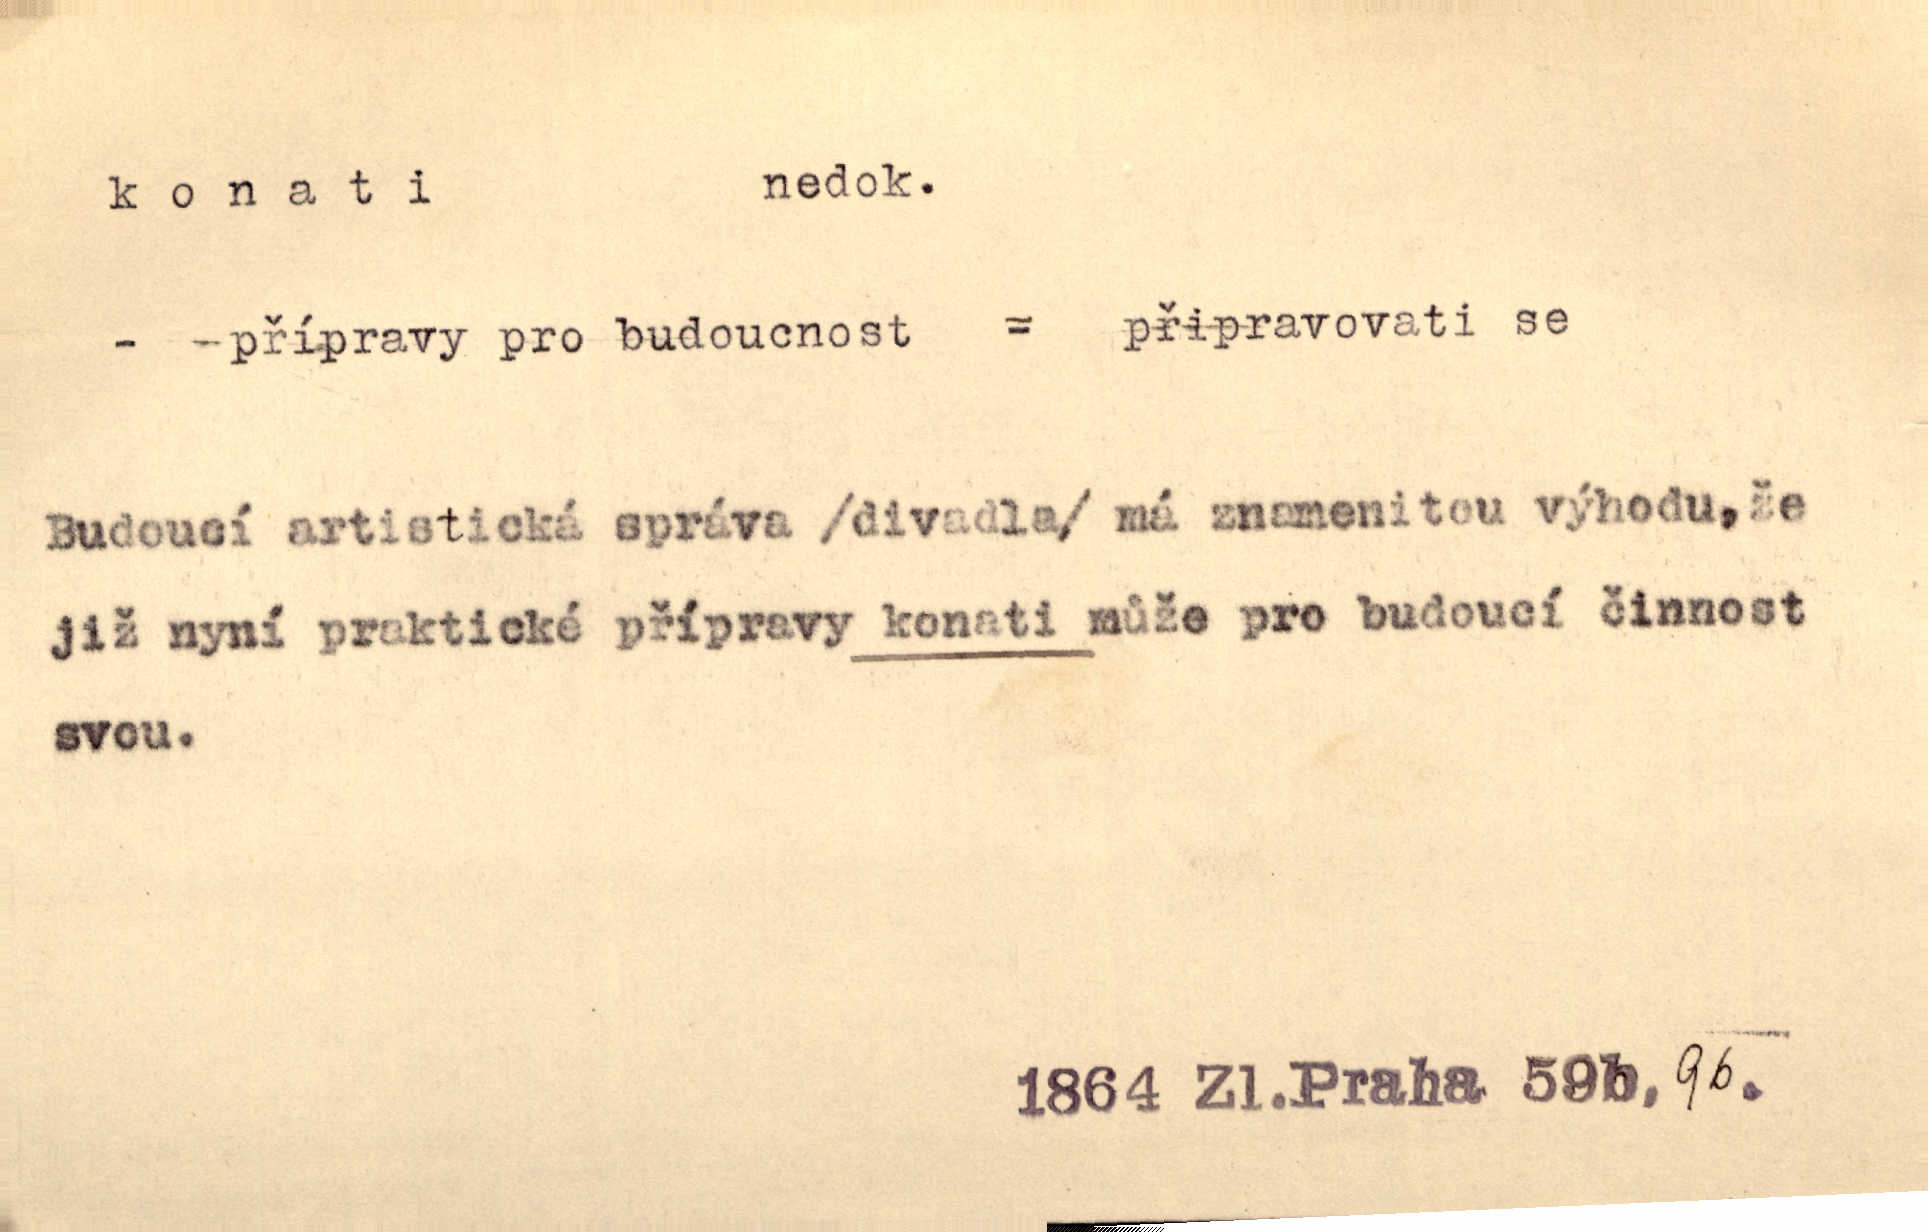 k o n a t i nedok.
- -přípravy pro budoucnost = připravovati se
Budoucí artistická správa /divadla/ má znamenitou výhodu, že
již nyní praktické přípravy konati může pro budoucí činnost
svou.
1864 Zl.Praha 59b, 96.